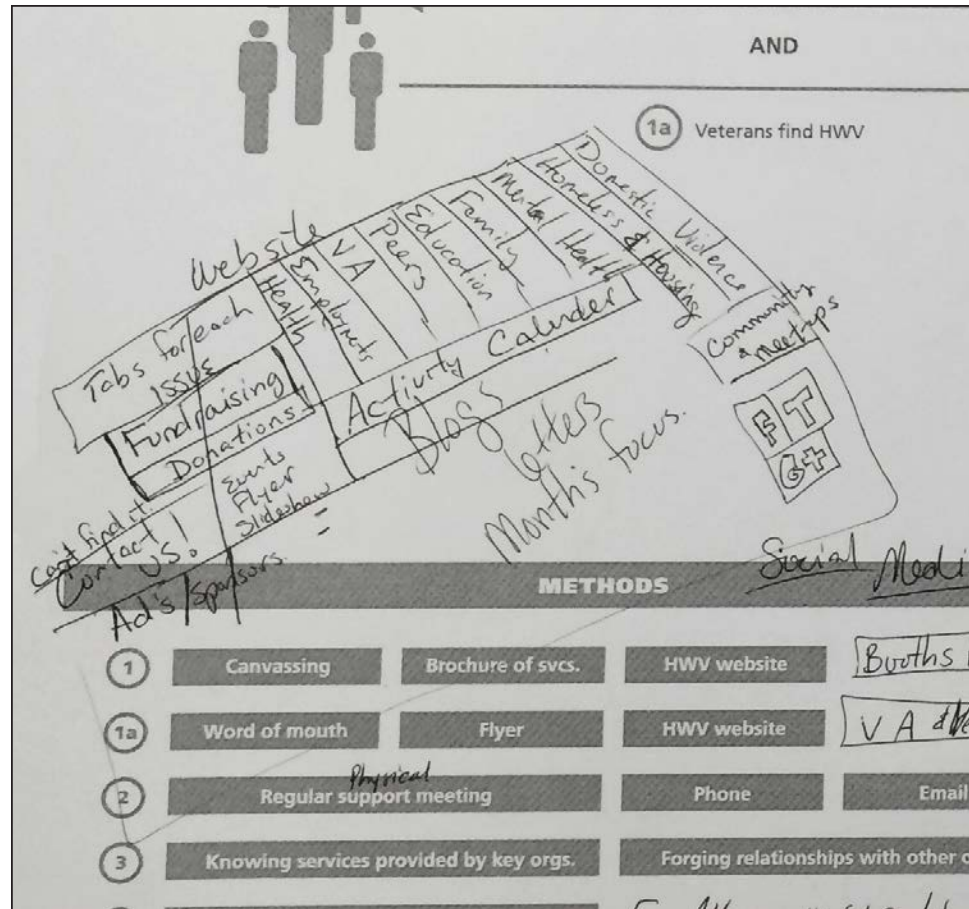 AND
1a Veterans find HWV
Website
Tabs for each
issue
Health
Employments
VA
Peers
Education
Family
Mental Health
Homeless & Housing
Domestic Violence
Fundraising
Donations
Activity Calender
Community
& meetups
F T
G+
Blogs
letters
Months focus.
Events
Flyer
Slideshow
can't find it.
Contact
US!
Ad's / Sponsors.
METHODS
Social Medi
1 Canvassing Brochure of svcs. HWV website Booths
1a Word of mouth Flyer HWV website VA &
Physical
2 Regular support meeting Phone Email
3 Knowing services provided by key orgs. Forging relationships with other